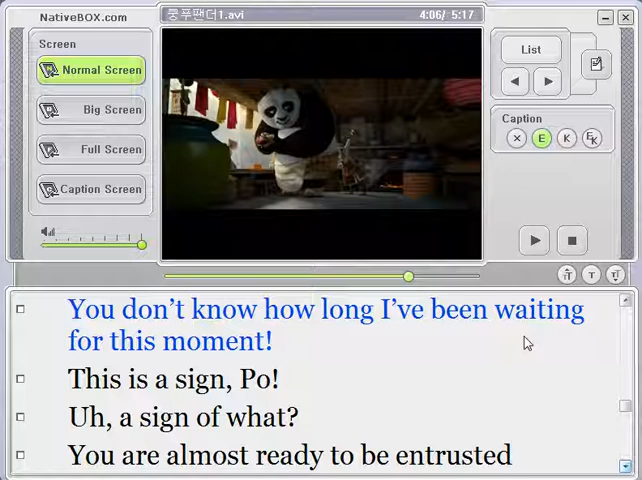 NativeBOX.com
쿵푸팬더1.avi
4:06/ 5:17
Screen
Normal Screen
Big Screen
Full Screen
Caption Screen
List
Caption
X
E
K
EK
T
T
T
You don’t know how long I’ve been waiting
for this moment!
This is a sign, Po!
Uh, a sign of what?
You are almost ready to be entrusted